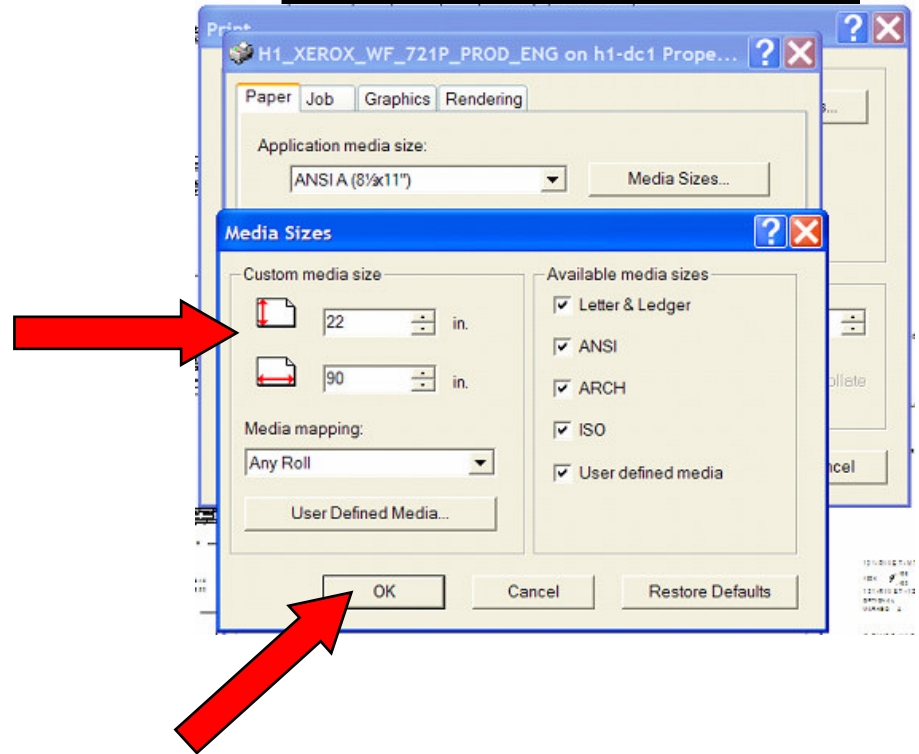 Print
H1_XEROX_WF_721P_PROD_ENG on h1-dc1 Prope...
Paper Job Graphics Rendering
s...
Application media size:
ANSI A (8½x11")
Media Sizes...
Media Sizes
Custom media size
Available media sizes
22 in.
Letter & Ledger
ANSI
90 in.
ARCH
ollate
Media mapping:
ISO
Any Roll
User defined media
ncel
User Defined Media...
OK Cancel Restore Defaults